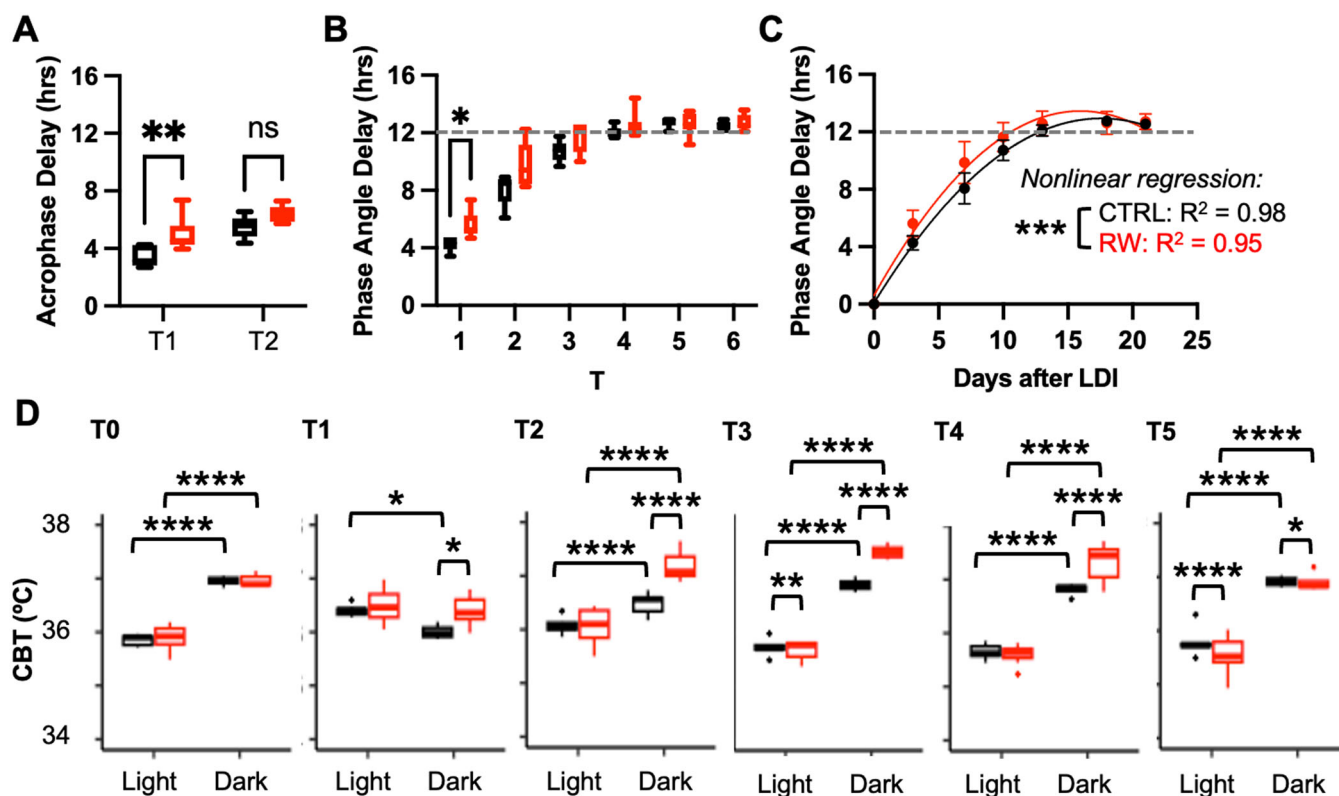 A
Acrophase Delay (hrs)
16
12
8
4
0
**
ns
T1
T2
B
Phase Angle Delay (hrs)
16
12
8
4
0
*
1 2 3 4 5 6
T
C
Phase Angle Delay (hrs)
16
12
8
4
0
Nonlinear regression:
***
CTRL: R² = 0.98
RW: R² = 0.95
0 5 10 15 20 25
Days after LDI
D
CBT (ºC)
38
36
34
T0
****
****
Light Dark
T1
*
*
Light Dark
T2
****
****
****
Light Dark
T3
****
****
****
**
Light Dark
T4
****
****
****
Light Dark
T5
****
****
*
****
Light Dark